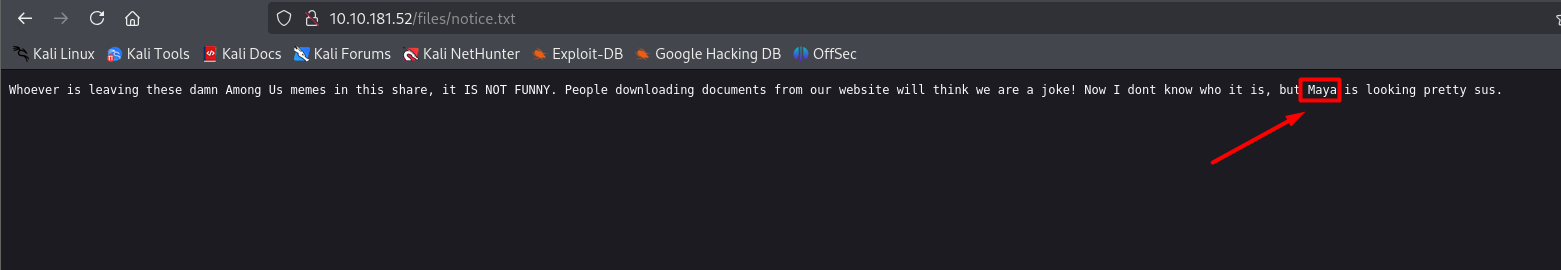 10.10.181.52/files/notice.txt
Kali Linux Kali Tools Kali Docs Kali Forums Kali NetHunter Exploit-DB Google Hacking DB OffSec
Whoever is leaving these damn Among Us memes in this share, it IS NOT FUNNY. People downloading documents from our website will think we are a joke! Now I dont know who it is, but Maya is looking pretty sus.